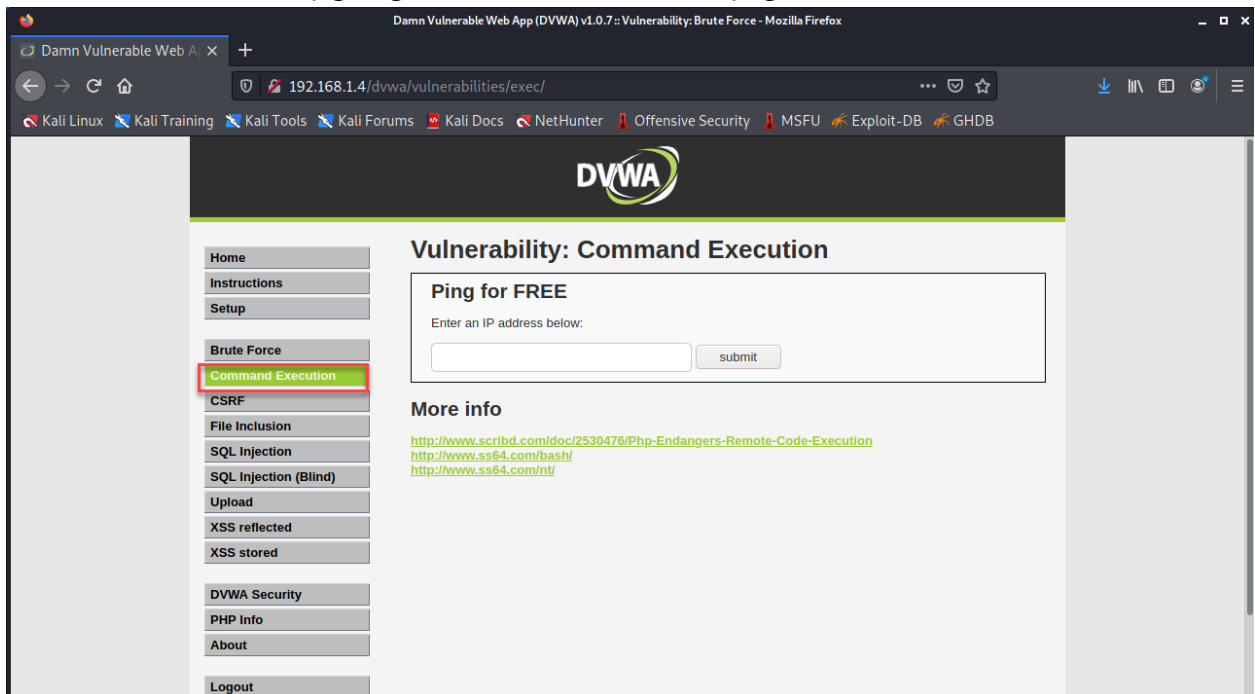 Damn Vulnerable Web App (DVWA) v1.0.7 :: Vulnerability: Brute Force - Mozilla Firefox
Damn Vulnerable Web A
192.168.1.4/dvwa/vulnerabilities/exec/
Kali Linux Kali Training Kali Tools Kali Forums Kali Docs NetHunter Offensive Security MSFU Exploit-DB GHDB
DVWA
Home
Instructions
Setup
Brute Force
Command Execution
CSRF
File Inclusion
SQL Injection
SQL Injection (Blind)
Upload
XSS reflected
XSS stored
DVWA Security
PHP Info
About
Logout
Vulnerability: Command Execution
Ping for FREE
Enter an IP address below:
submit
More info
http://www.scribd.com/doc/2530476/Php-Endangers-Remote-Code-Execution
http://www.ss64.com/bash/
http://www.ss64.com/nt/